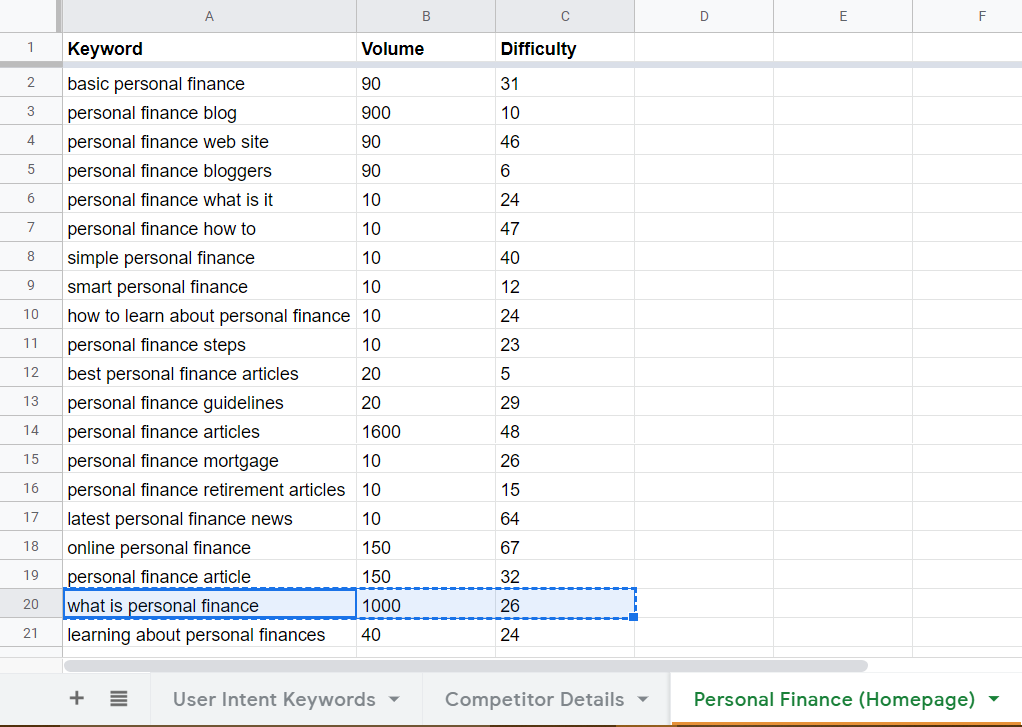 A B C D E F
1 Keyword Volume Difficulty
2 basic personal finance 90 31
3 personal finance blog 900 10
4 personal finance web site 90 46
5 personal finance bloggers 90 6
6 personal finance what is it 10 24
7 personal finance how to 10 47
8 simple personal finance 10 40
9 smart personal finance 10 12
10 how to learn about personal finance 10 24
11 personal finance steps 10 23
12 best personal finance articles 20 5
13 personal finance guidelines 20 29
14 personal finance articles 1600 48
15 personal finance mortgage 10 26
16 personal finance retirement articles 10 15
17 latest personal finance news 10 64
18 online personal finance 150 67
19 personal finance article 150 32
20 what is personal finance 1000 26
21 learning about personal finances 40 24
+ User Intent Keywords Competitor Details Personal Finance (Homepage)